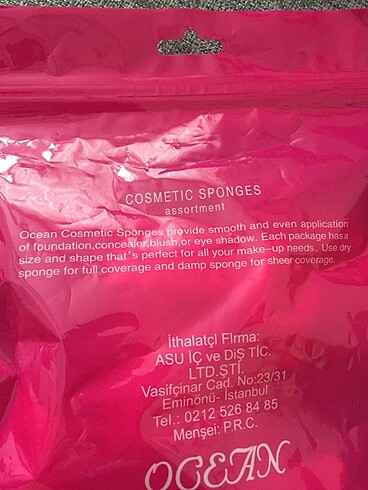 COSMETIC SPONGES
assortment
Ocean Cosmetic Sponges provide smooth and even application
of foundation,concealer,blush,or eye shadow. Each package has a
size and shape that's perfect for all your make-up needs. Use dry
sponge for full coverage and damp sponge for sheer coverage.
İthalatçI FIrma:
ASU İÇ ve DiŞ TİC.
LTD.ŞTİ.
Vasifçinar Cad. No:23/31
Eminönü- İstanbul
Tel.: 0212 526 84 85
Menşei: P.R.C.
OCEAN